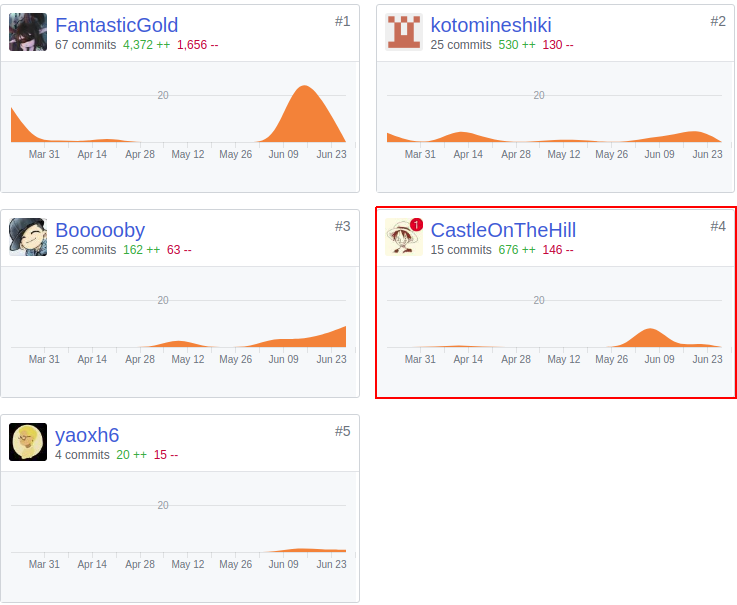 FantasticGold #1
67 commits 4,372 ++ 1,656 --
20
Mar 31 Apr 14 Apr 28 May 12 May 26 Jun 09 Jun 23
kotomineshiki #2
25 commits 530 ++ 130 --
20
Mar 31 Apr 14 Apr 28 May 12 May 26 Jun 09 Jun 23
Boooooby #3
25 commits 162 ++ 63 --
20
Mar 31 Apr 14 Apr 28 May 12 May 26 Jun 09 Jun 23
1 CastleOnTheHill #4
15 commits 676 ++ 146 --
20
Mar 31 Apr 14 Apr 28 May 12 May 26 Jun 09 Jun 23
yaoxh6 #5
4 commits 20 ++ 15 --
20
Mar 31 Apr 14 Apr 28 May 12 May 26 Jun 09 Jun 23